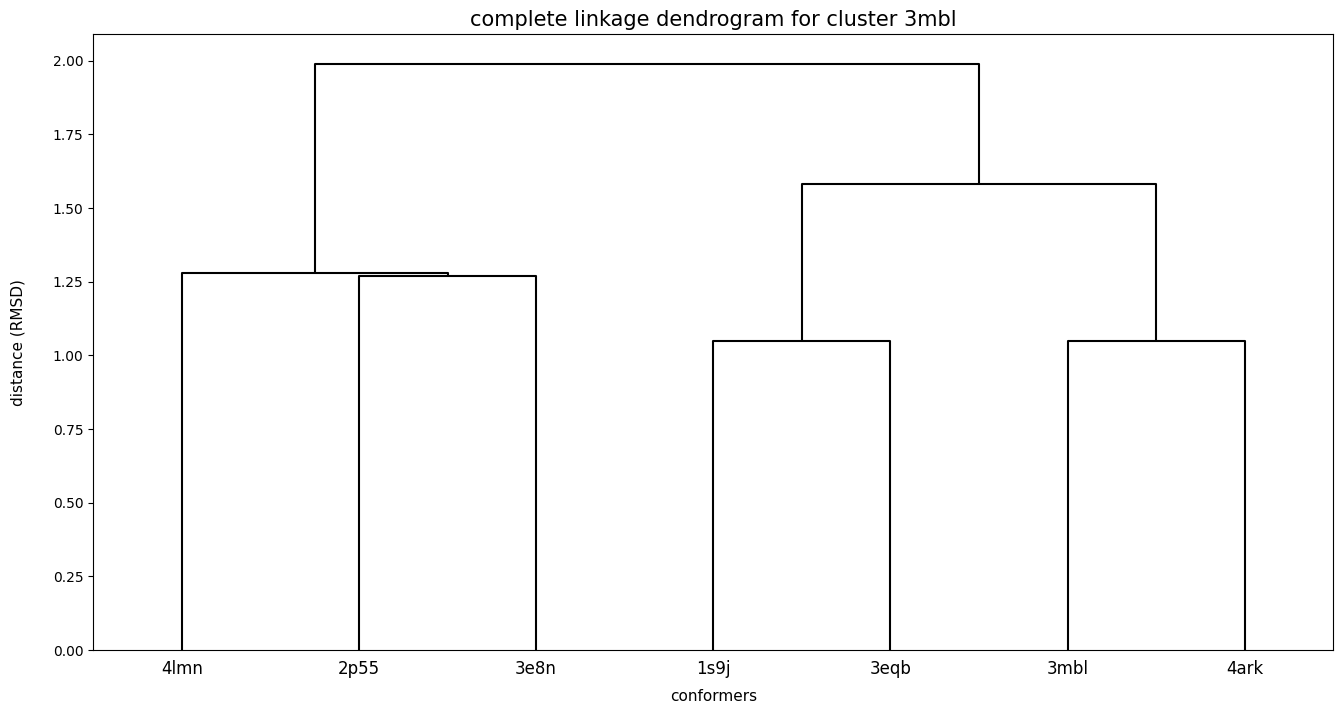 complete linkage dendrogram for cluster 3mbl
2.00
1.75
1.50
1.25
1.00
0.75
0.50
0.25
0.00
distance (RMSD)
4lmn 2p55 3e8n 1s9j 3eqb 3mbl 4ark
conformers